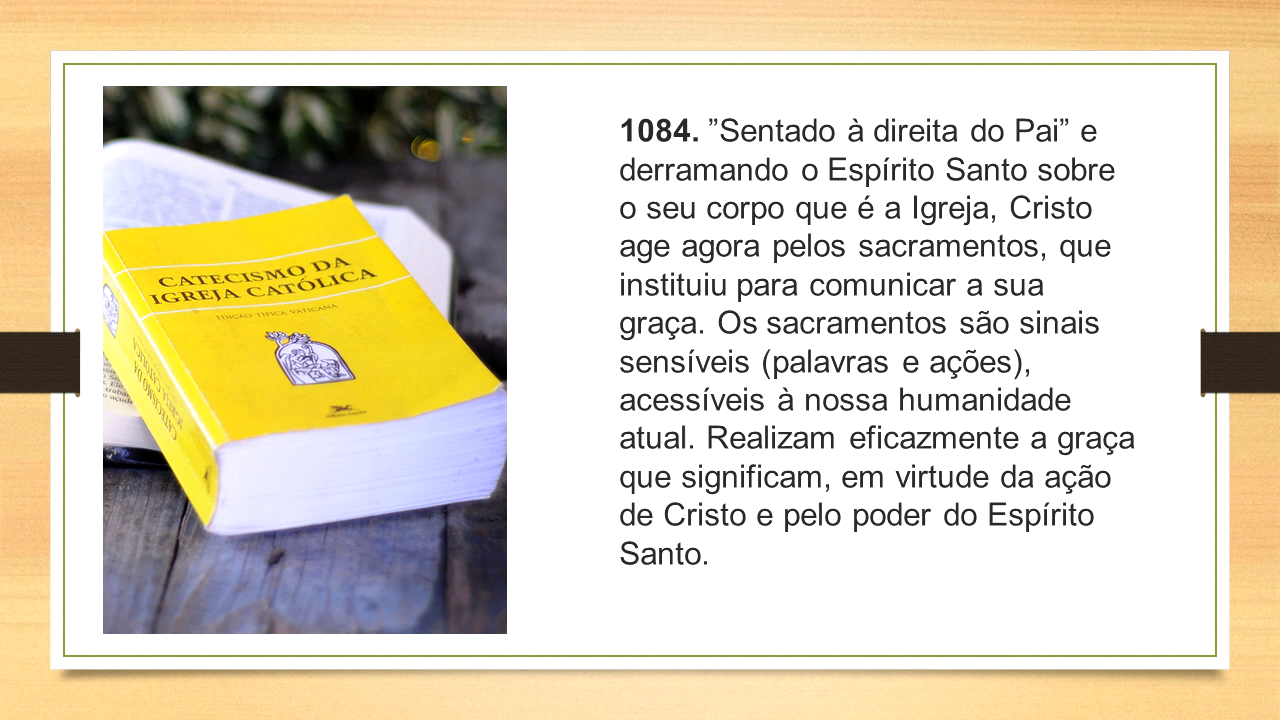 CATECISMO DA
IGREJA CATÓLICA
EDIÇÃO TÍPICA VATICANA
CATECISMO DA
1084. ”Sentado à direita do Pai” e
derramando o Espírito Santo sobre
o seu corpo que é a Igreja, Cristo
age agora pelos sacramentos, que
instituiu para comunicar a sua
graça. Os sacramentos são sinais
sensíveis (palavras e ações),
acessíveis à nossa humanidade
atual. Realizam eficazmente a graça
que significam, em virtude da ação
de Cristo e pelo poder do Espírito
Santo.